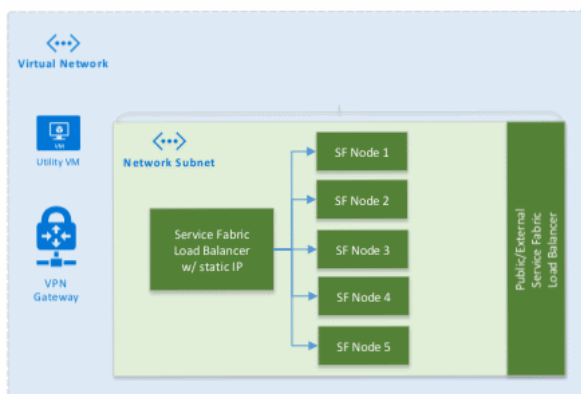 Virtual Network
VM
Utility VM
VPN
Gateway
Network Subnet
Service Fabric
Load Balancer
w/ static IP
SF Node 1
SF Node 2
SF Node 3
SF Node 4
SF Node 5
Public/External
Service Fabric
Load Balancer